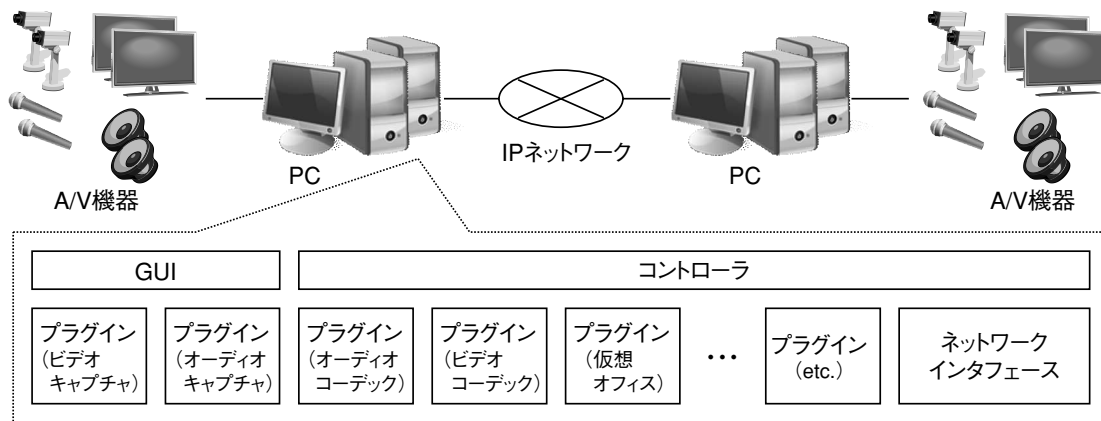 IPネットワーク
PC
PC
A/V機器
A/V機器
GUI
コントローラ
プラグイン
(ビデオ
キャプチャ)
プラグイン
(オーディオ
キャプチャ)
プラグイン
(オーディオ
コーデック)
プラグイン
(ビデオ
コーデック)
プラグイン
(仮想
オフィス)
…
プラグイン
(etc.)
ネットワーク
インタフェース